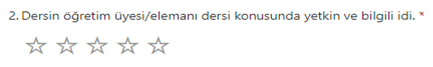 2. Dersin öğretim üyesi/elemanı dersi konusunda yetkin ve bilgili idi. *